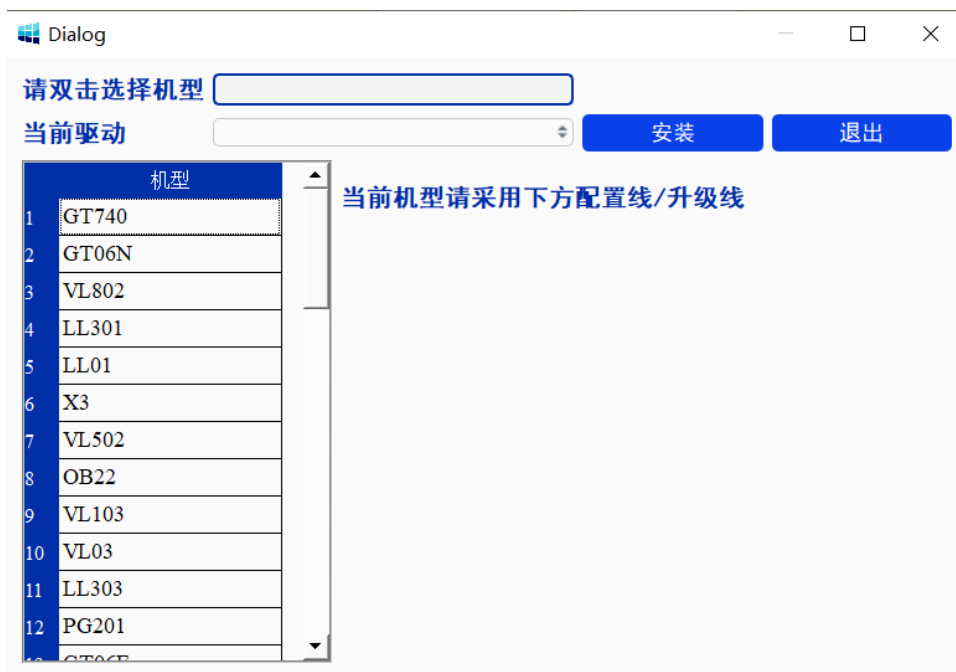 Dialog
请双击选择机型
当前驱动
安装
退出
机型
当前机型请采用下方配置线/升级线
1 GT740
2 GT06N
3 VL802
4 LL301
5 LL01
6 X3
7 VL502
8 OB22
9 VL103
10 VL03
11 LL303
12 PG201